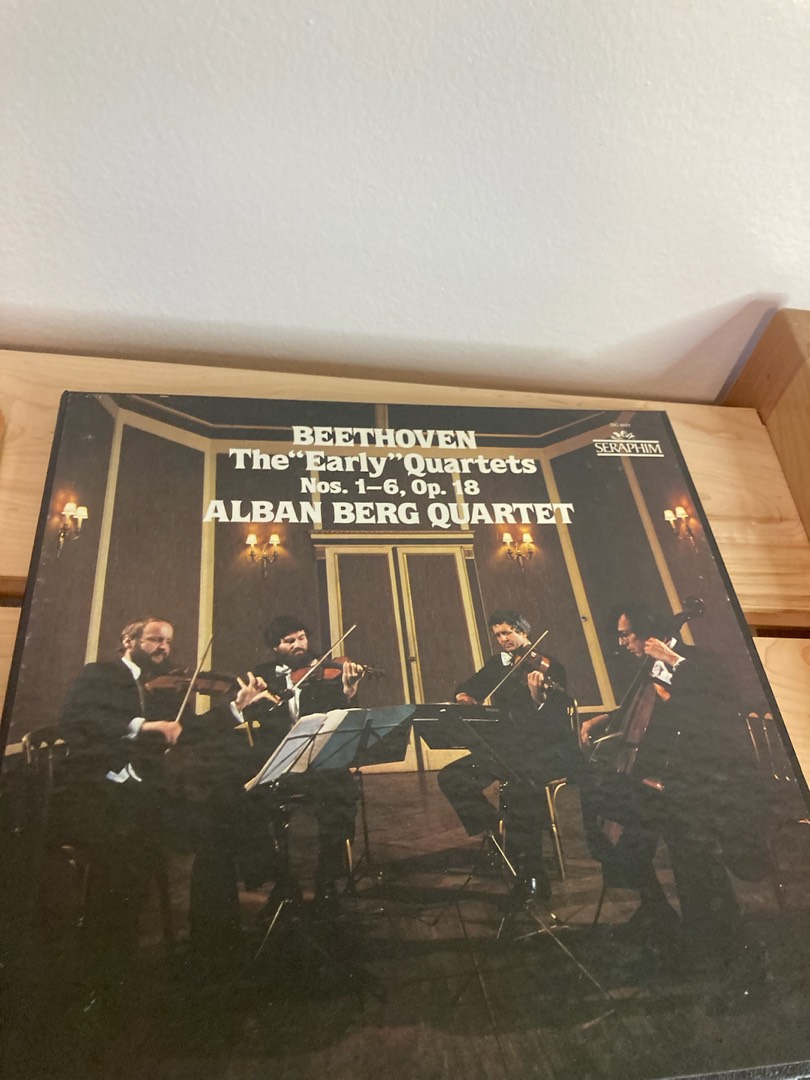 BEETHOVEN
The “Early” Quartets
Nos. 1–6, Op. 18
ALBAN BERG QUARTET
SERAPHIM